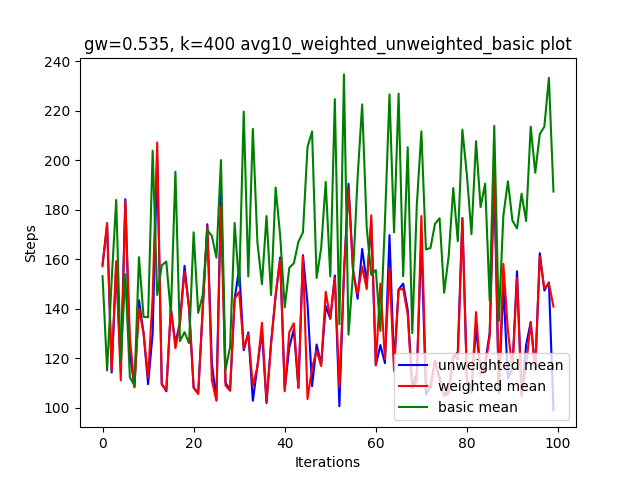 gw=0.535, k=400 avg10_weighted_unweighted_basic plot
240
220
200
180
160
140
120
100
Steps
0
20
40
60
80
100
Iterations
unweighted mean
weighted mean
basic mean